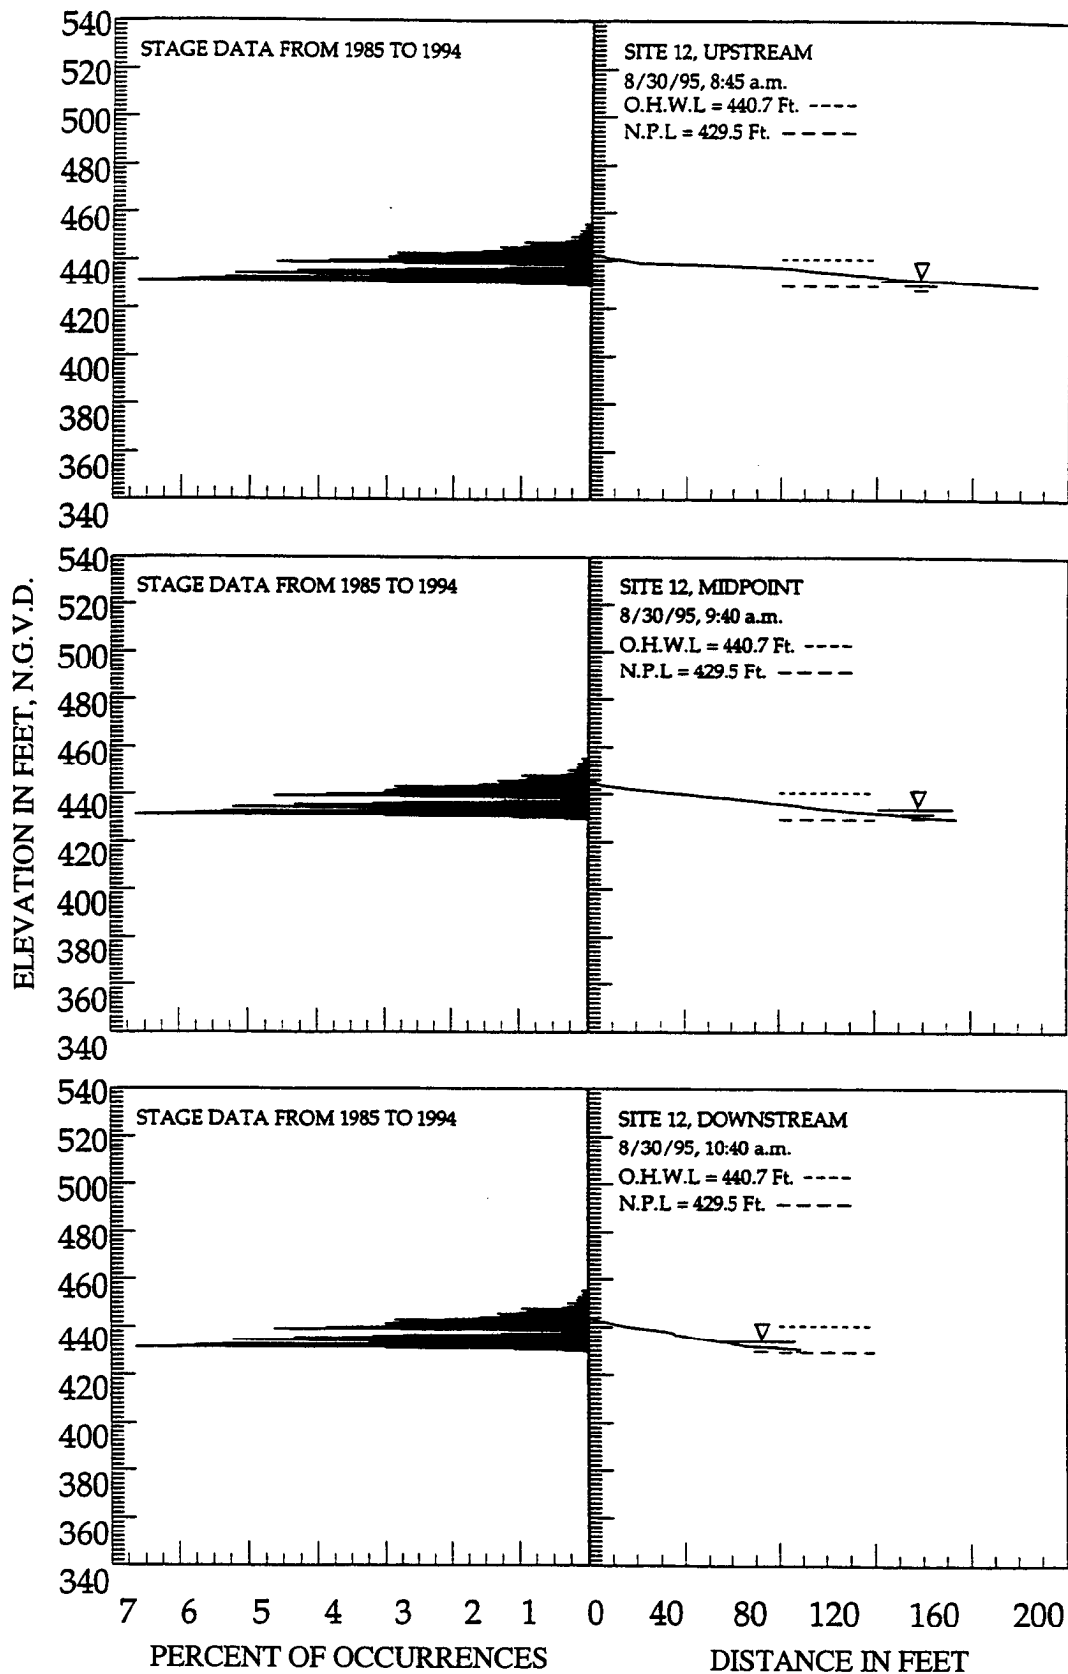 540
520
500
480
460
440
420
400
380
360
340
STAGE DATA FROM 1985 TO 1994
SITE 12, UPSTREAM
8/30/95, 8:45 a.m.
O.H.W.L = 440.7 Ft. ----
N.P.L = 429.5 Ft. ----
ELEVATION IN FEET, N.G.V.D.
540
520
500
480
460
440
420
400
380
360
340
STAGE DATA FROM 1985 TO 1994
SITE 12, MIDPOINT
8/30/95, 9:40 a.m.
O.H.W.L = 440.7 Ft. ----
N.P.L = 429.5 Ft. ----
540
520
500
480
460
440
420
400
380
360
340
STAGE DATA FROM 1985 TO 1994
SITE 12, DOWNSTREAM
8/30/95, 10:40 a.m.
O.H.W.L = 440.7 Ft. ----
N.P.L = 429.5 Ft. ----
7 6 5 4 3 2 1 0 40 80 120 160 200
PERCENT OF OCCURRENCES
DISTANCE IN FEET